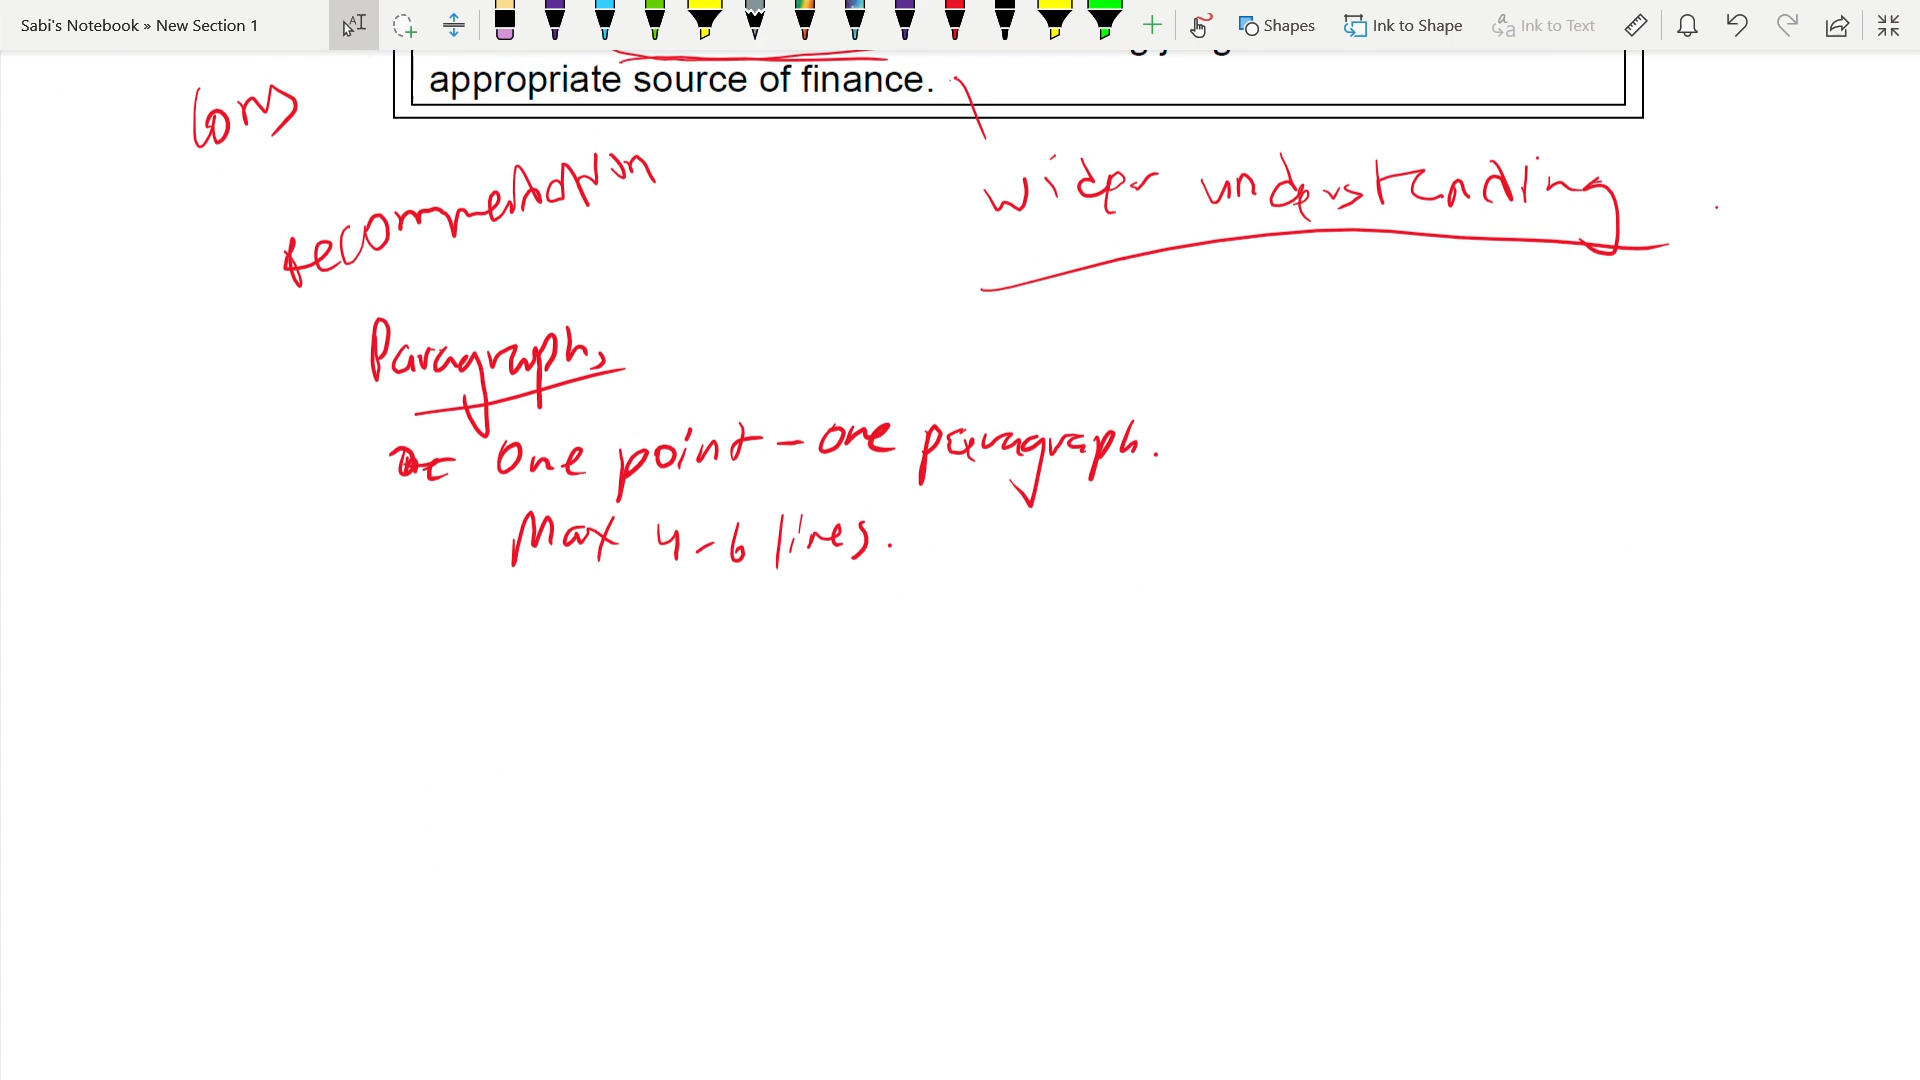 Sabi's Notebook » New Section 1
Shapes
Ink to Shape
Ink to Text
appropriate source of finance.
Cons
recommendation
wider understanding
Paragraphs
One point - one paragraph.
Max 4-6 lines.